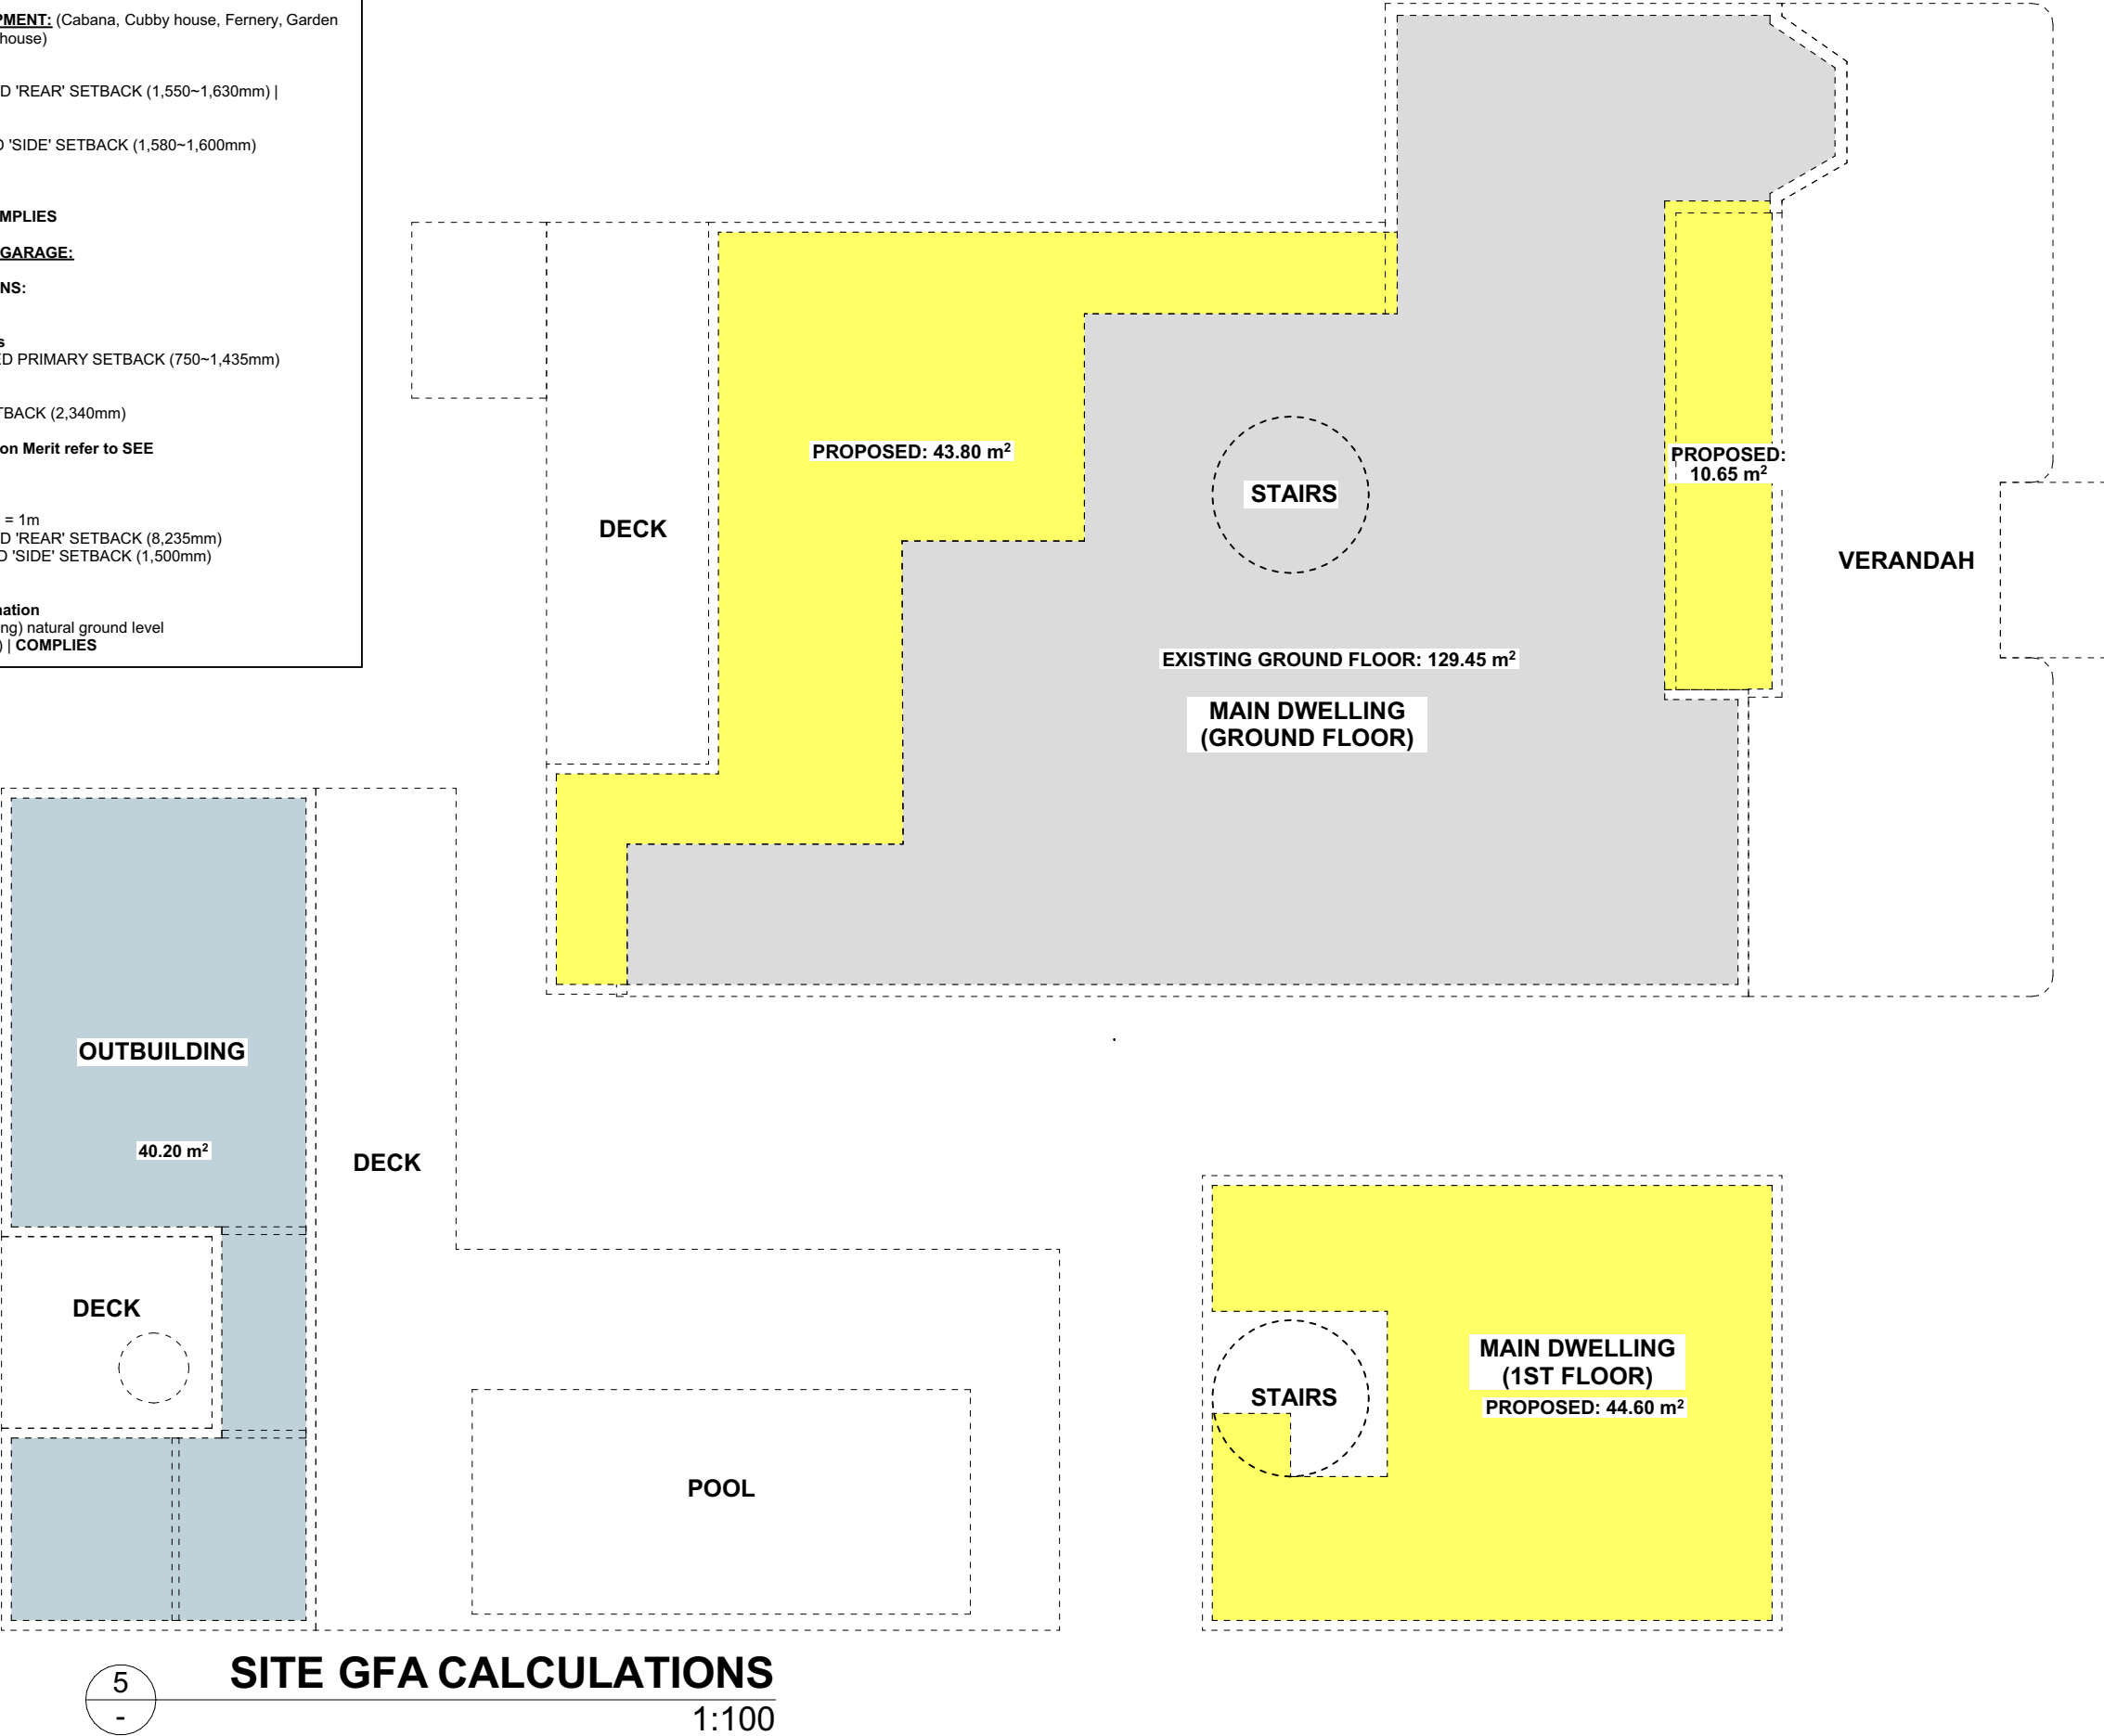 PMENT: (Cabana, Cubby house, Fernery, Garden
house)
D 'REAR' SETBACK (1,550~1,630mm) |
D 'SIDE' SETBACK (1,580~1,600mm)
MPLIES
GARAGE:
NS:
s
ED PRIMARY SETBACK (750~1,435mm)
TBACK (2,340mm)
on Merit refer to SEE
= 1m
D 'REAR' SETBACK (8,235mm)
D 'SIDE' SETBACK (1,500mm)
nation
ng) natural ground level
) | COMPLIES
PROPOSED: 43.80 m²
STAIRS
PROPOSED:
10.65 m²
DECK
VERANDAH
EXISTING GROUND FLOOR: 129.45 m²
MAIN DWELLING
(GROUND FLOOR)
OUTBUILDING
40.20 m²
DECK
DECK
POOL
STAIRS
MAIN DWELLING
(1ST FLOOR)
PROPOSED: 44.60 m²
5
-
SITE GFA CALCULATIONS
1:100